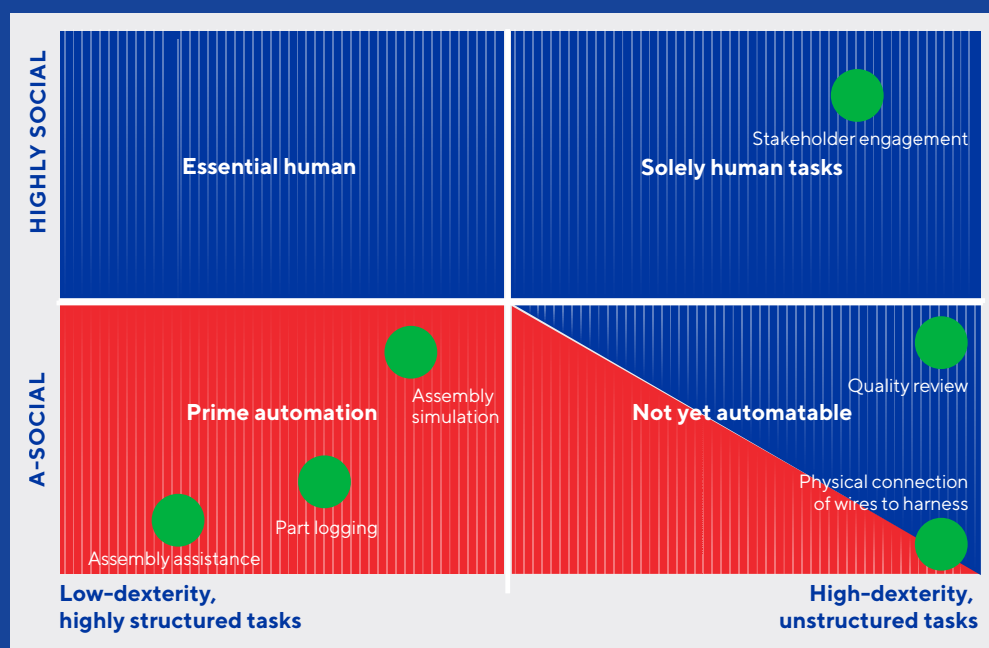 HIGHLY SOCIAL
Essential human
Stakeholder engagement
Solely human tasks
A-SOCIAL
Assembly
simulation
Prime automation
Part logging
Assembly assistance
Quality review
Not yet automatable
Physical connection
of wires to harness
Low-dexterity,
highly structured tasks
High-dexterity,
unstructured tasks